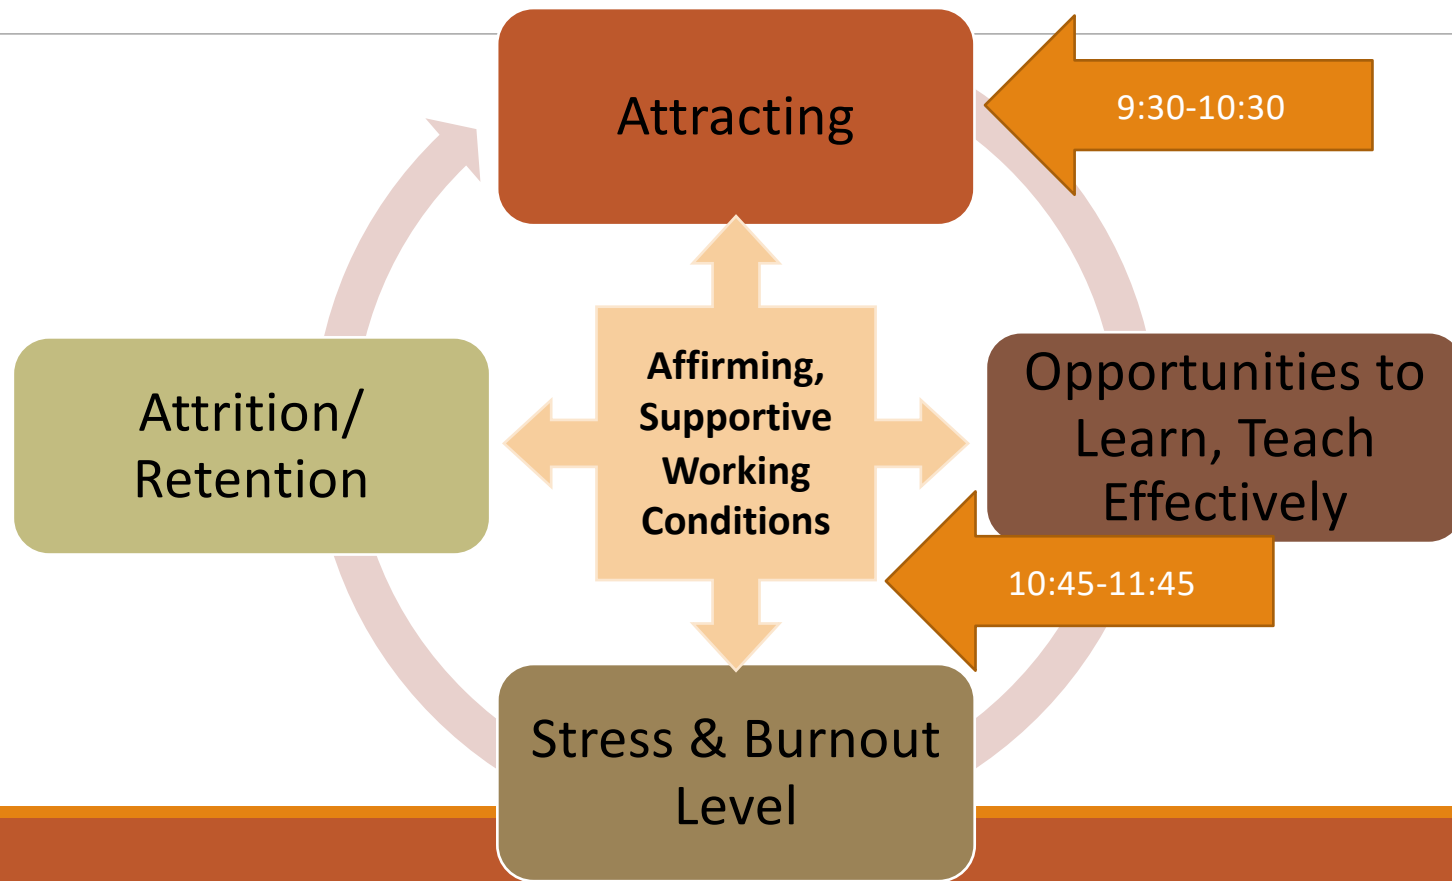 Attracting
9:30-10:30
Affirming,
Supportive
Working
Conditions
Attrition/
Retention
Opportunities to
Learn, Teach
Effectively
10:45-11:45
Stress & Burnout
Level